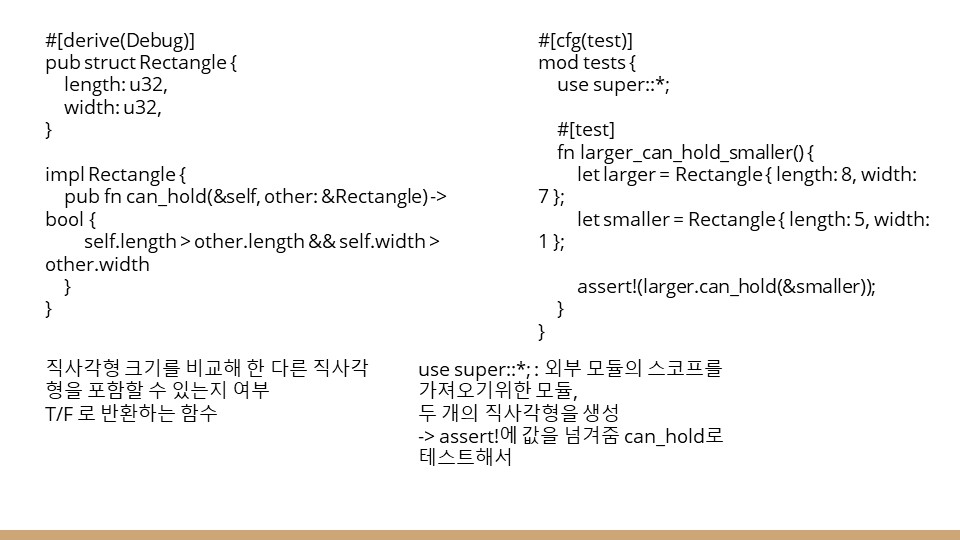 #[derive(Debug)]
pub struct Rectangle {
length: u32,
width: u32,
}
impl Rectangle {
pub fn can_hold(&self, other: &Rectangle) ->
bool {
self.length > other.length && self.width >
other.width
}
}
#[cfg(test)]
mod tests {
use super::*;
#[test]
fn larger_can_hold_smaller() {
let larger = Rectangle { length: 8, width:
7 };
let smaller = Rectangle { length: 5, width:
1 };
assert!(larger.can_hold(&smaller));
}
}
직사각형 크기를 비교해 한 다른 직사각
형을 포함할 수 있는지 여부
T/F 로 반환하는 함수
use super::*; : 외부 모듈의 스코프를
가져오기위한 모듈,
두 개의 직사각형을 생성
-> assert!에 값을 넘겨줌 can_hold로
테스트해서